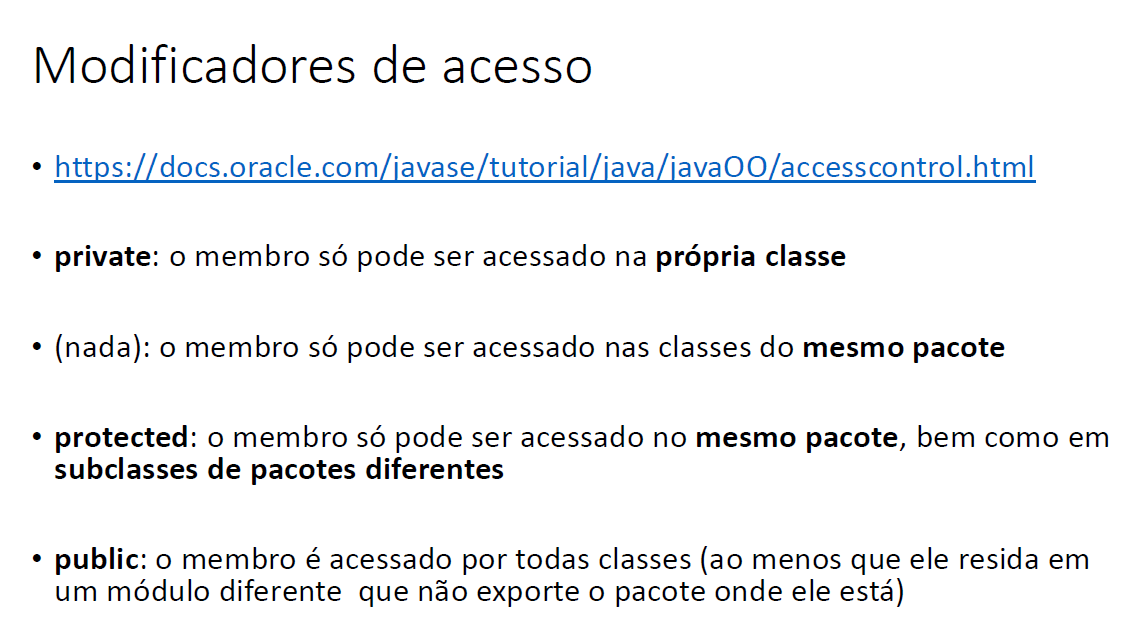 Modificadores de acesso
• https://docs.oracle.com/javase/tutorial/java/javaOO/accesscontrol.html
• private: o membro só pode ser acessado na própria classe
• (nada): o membro só pode ser acessado nas classes do mesmo pacote
• protected: o membro só pode ser acessado no mesmo pacote, bem como em
subclasses de pacotes diferentes
• public: o membro é acessado por todas classes (ao menos que ele resida em
um módulo diferente  que não exporte o pacote onde ele está)